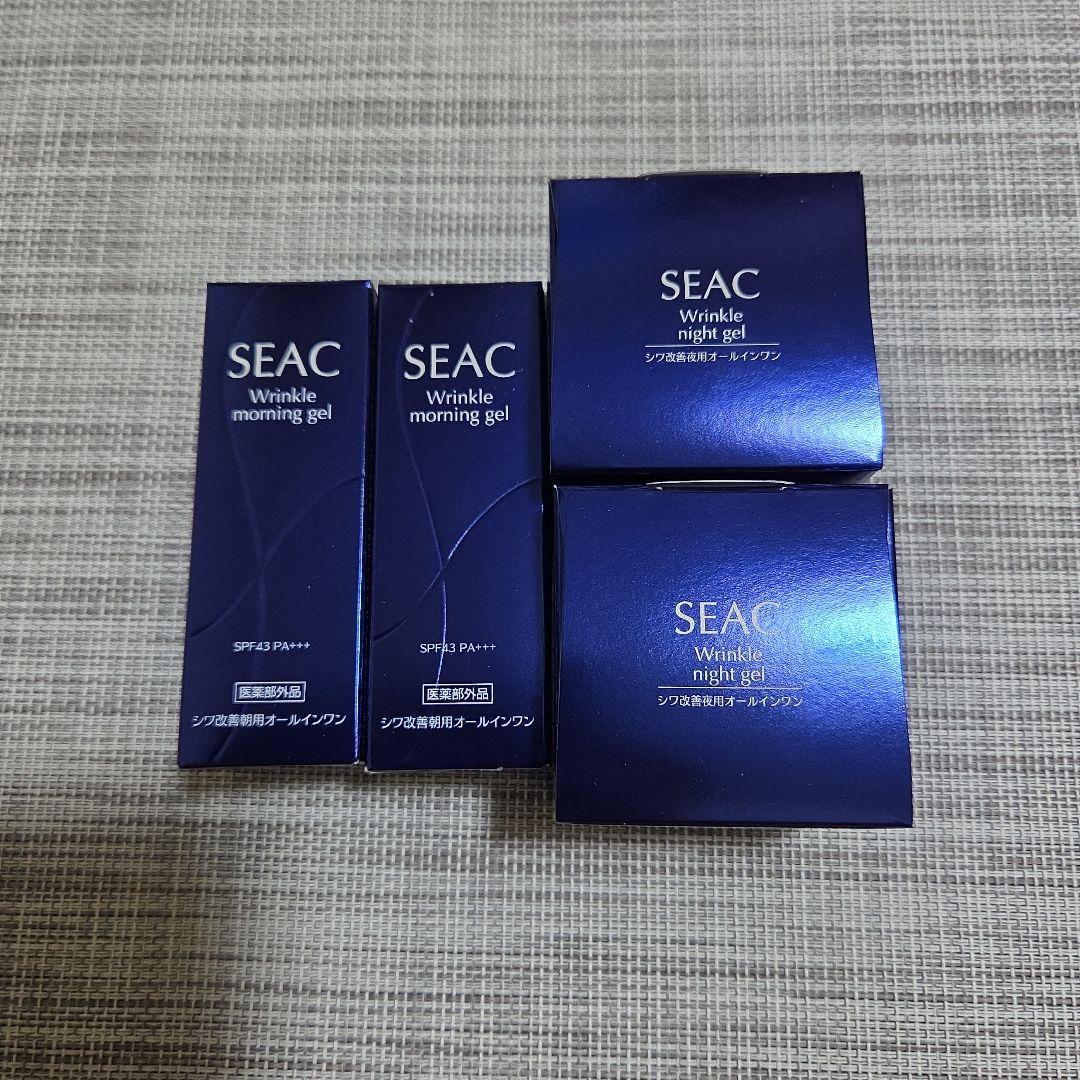 SEAC
Wrinkle
morning gel
SPF43 PA+++
医薬部外品
シワ改善朝用オールインワン
SEAC
Wrinkle
morning gel
SPF43 PA+++
医薬部外品
シワ改善朝用オールインワン
SEAC
Wrinkle
night gel
シワ改善夜用オールインワン
SEAC
Wrinkle
night gel
シワ改善夜用オールインワン